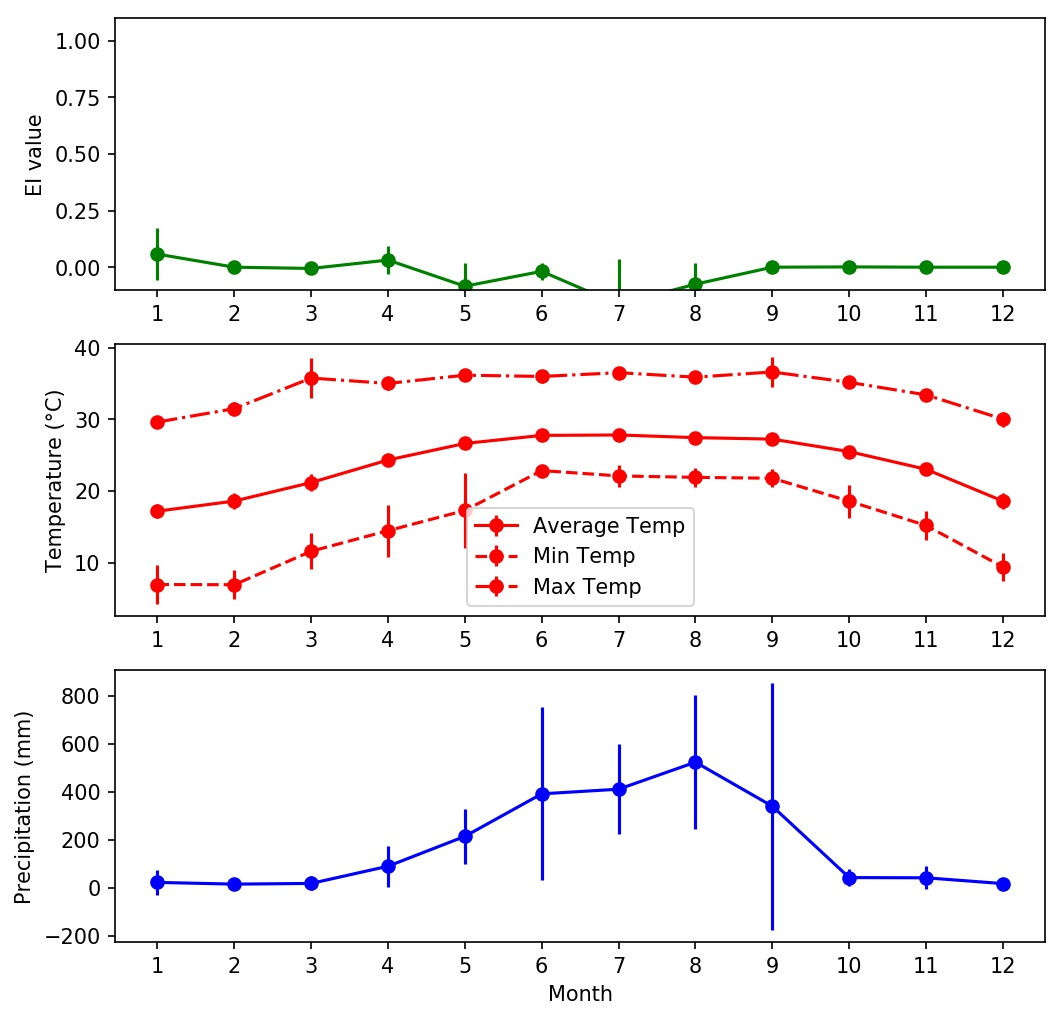 EI value
1.00
0.75
0.50
0.25
0.00
1 2 3 4 5 6 7 8 9 10 11 12
Temperature (°C)
40
30
20
10
Average Temp
Min Temp
Max Temp
1 2 3 4 5 6 7 8 9 10 11 12
Precipitation (mm)
800
600
400
200
0
−200
1 2 3 4 5 6 7 8 9 10 11 12
Month